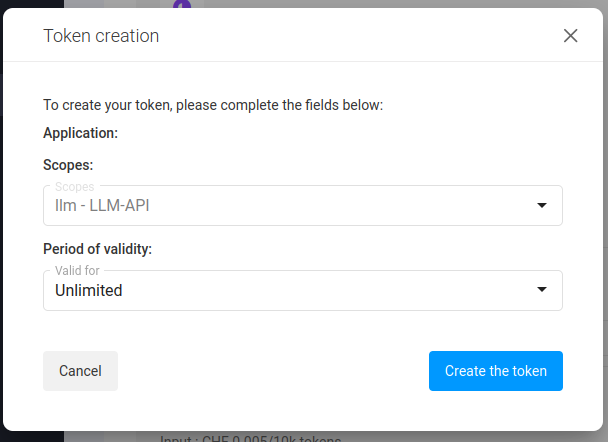 Token creation
To create your token, please complete the fields below:
Application:
Scopes:
Scopes
llm - LLM-API
Period of validity:
Valid for
Unlimited
Cancel
Create the token
Input : CHF 0.005/10k tokens